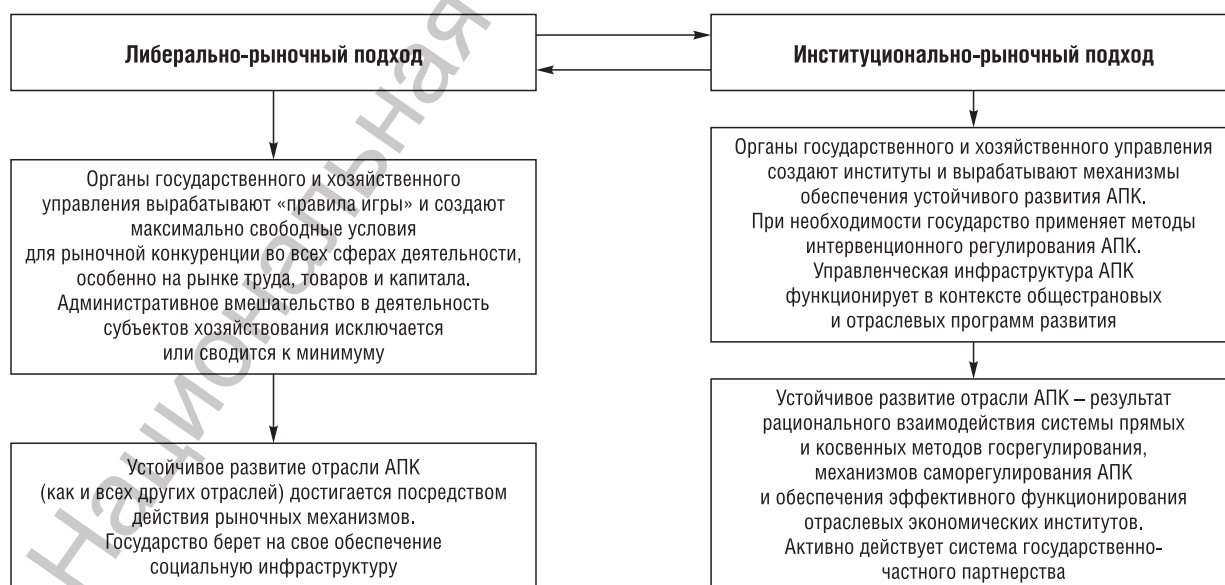 Либерально-рыночный подход
Органы государственного и хозяйственного
управления вырабатывают «правила игры» и создают
максимально свободные условия
для рыночной конкуренции во всех сферах деятельности,
особенно на рынке труда, товаров и капитала.
Административное вмешательство в деятельность
субъектов хозяйствования исключается
или сводится к минимуму
Устойчивое развитие отрасли АПК
(как и всех других отраслей) достигается посредством
действия рыночных механизмов.
Государство берет на свое обеспечение
социальную инфраструктуру
Институционально-рыночный подход
Органы государственного и хозяйственного управления
создают институты и вырабатывают механизмы
обеспечения устойчивого развития АПК.
При необходимости государство применяет методы
интервенционного регулирования АПК.
Управленческая инфраструктура АПК
функционирует в контексте общестрановых
и отраслевых программ развития
Устойчивое развитие отрасли АПК – результат
рационального взаимодействия системы прямых
и косвенных методов госрегулирования,
механизмов саморегулирования АПК
и обеспечения эффективного функционирования
отраслевых экономических институтов.
Активно действует система государственно-
частного партнерства
Национальная